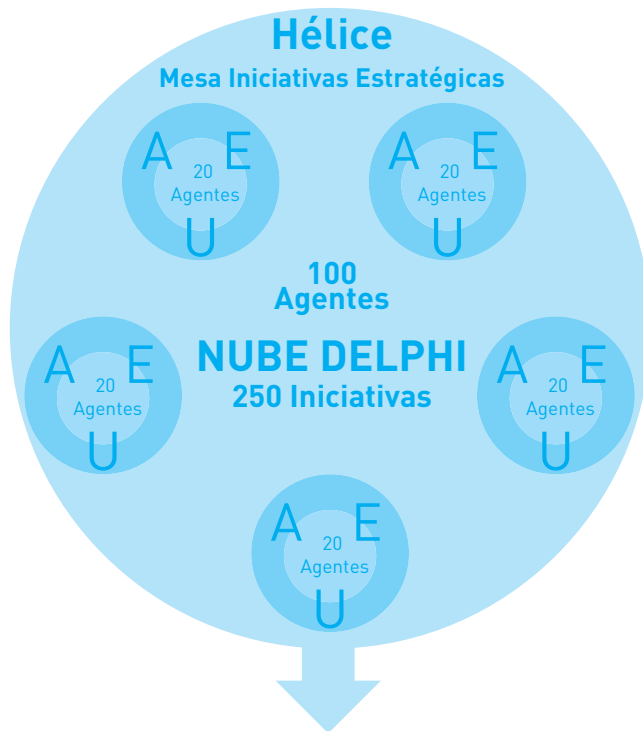 Hélice
Mesa Iniciativas Estratégicas
A E
20
Agentes
U
A E
20
Agentes
U
100
Agentes
NUBE DELPHI
250 Iniciativas
A E
20
Agentes
U
A E
20
Agentes
U
A E
20
Agentes
U